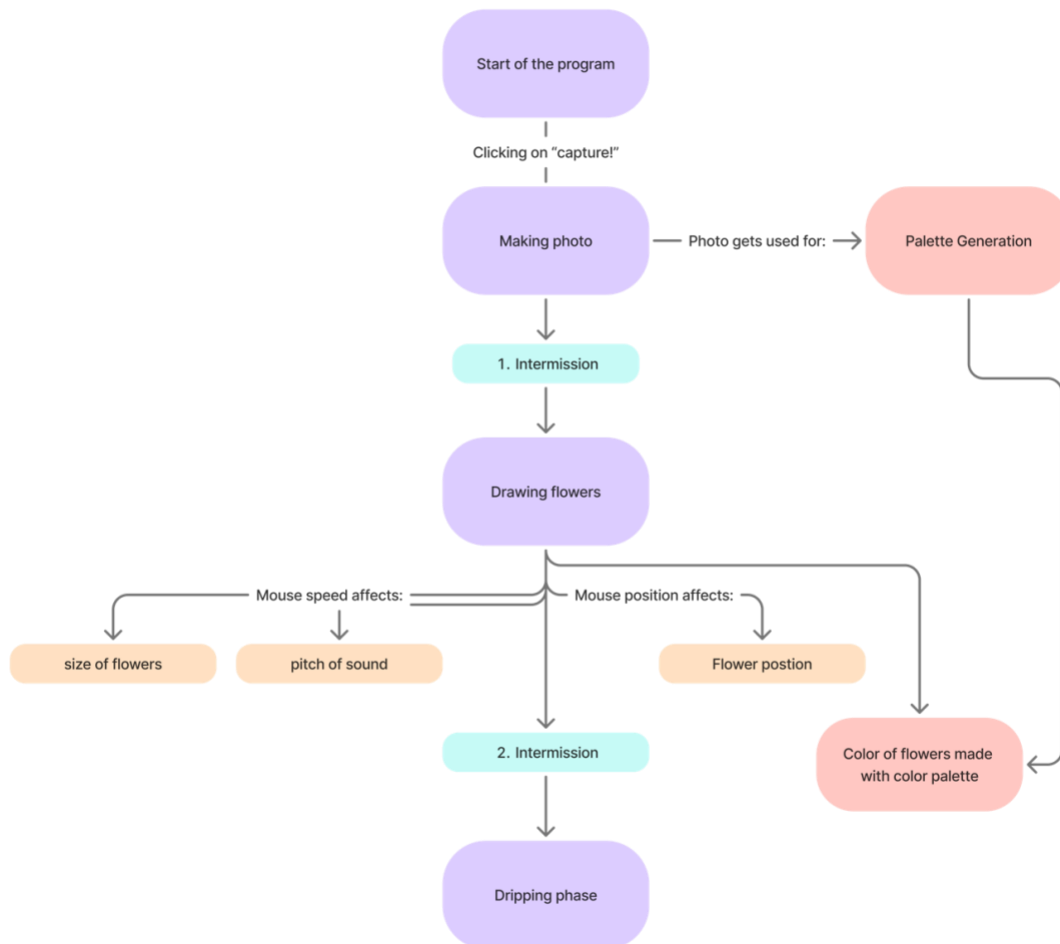 Start of the program
Clicking on “capture!”
Making photo
Photo gets used for:
Palette Generation
1. Intermission
Drawing flowers
Mouse speed affects:
Mouse position affects:
size of flowers
pitch of sound
Flower postion
2. Intermission
Color of flowers made
with color palette
Dripping phase